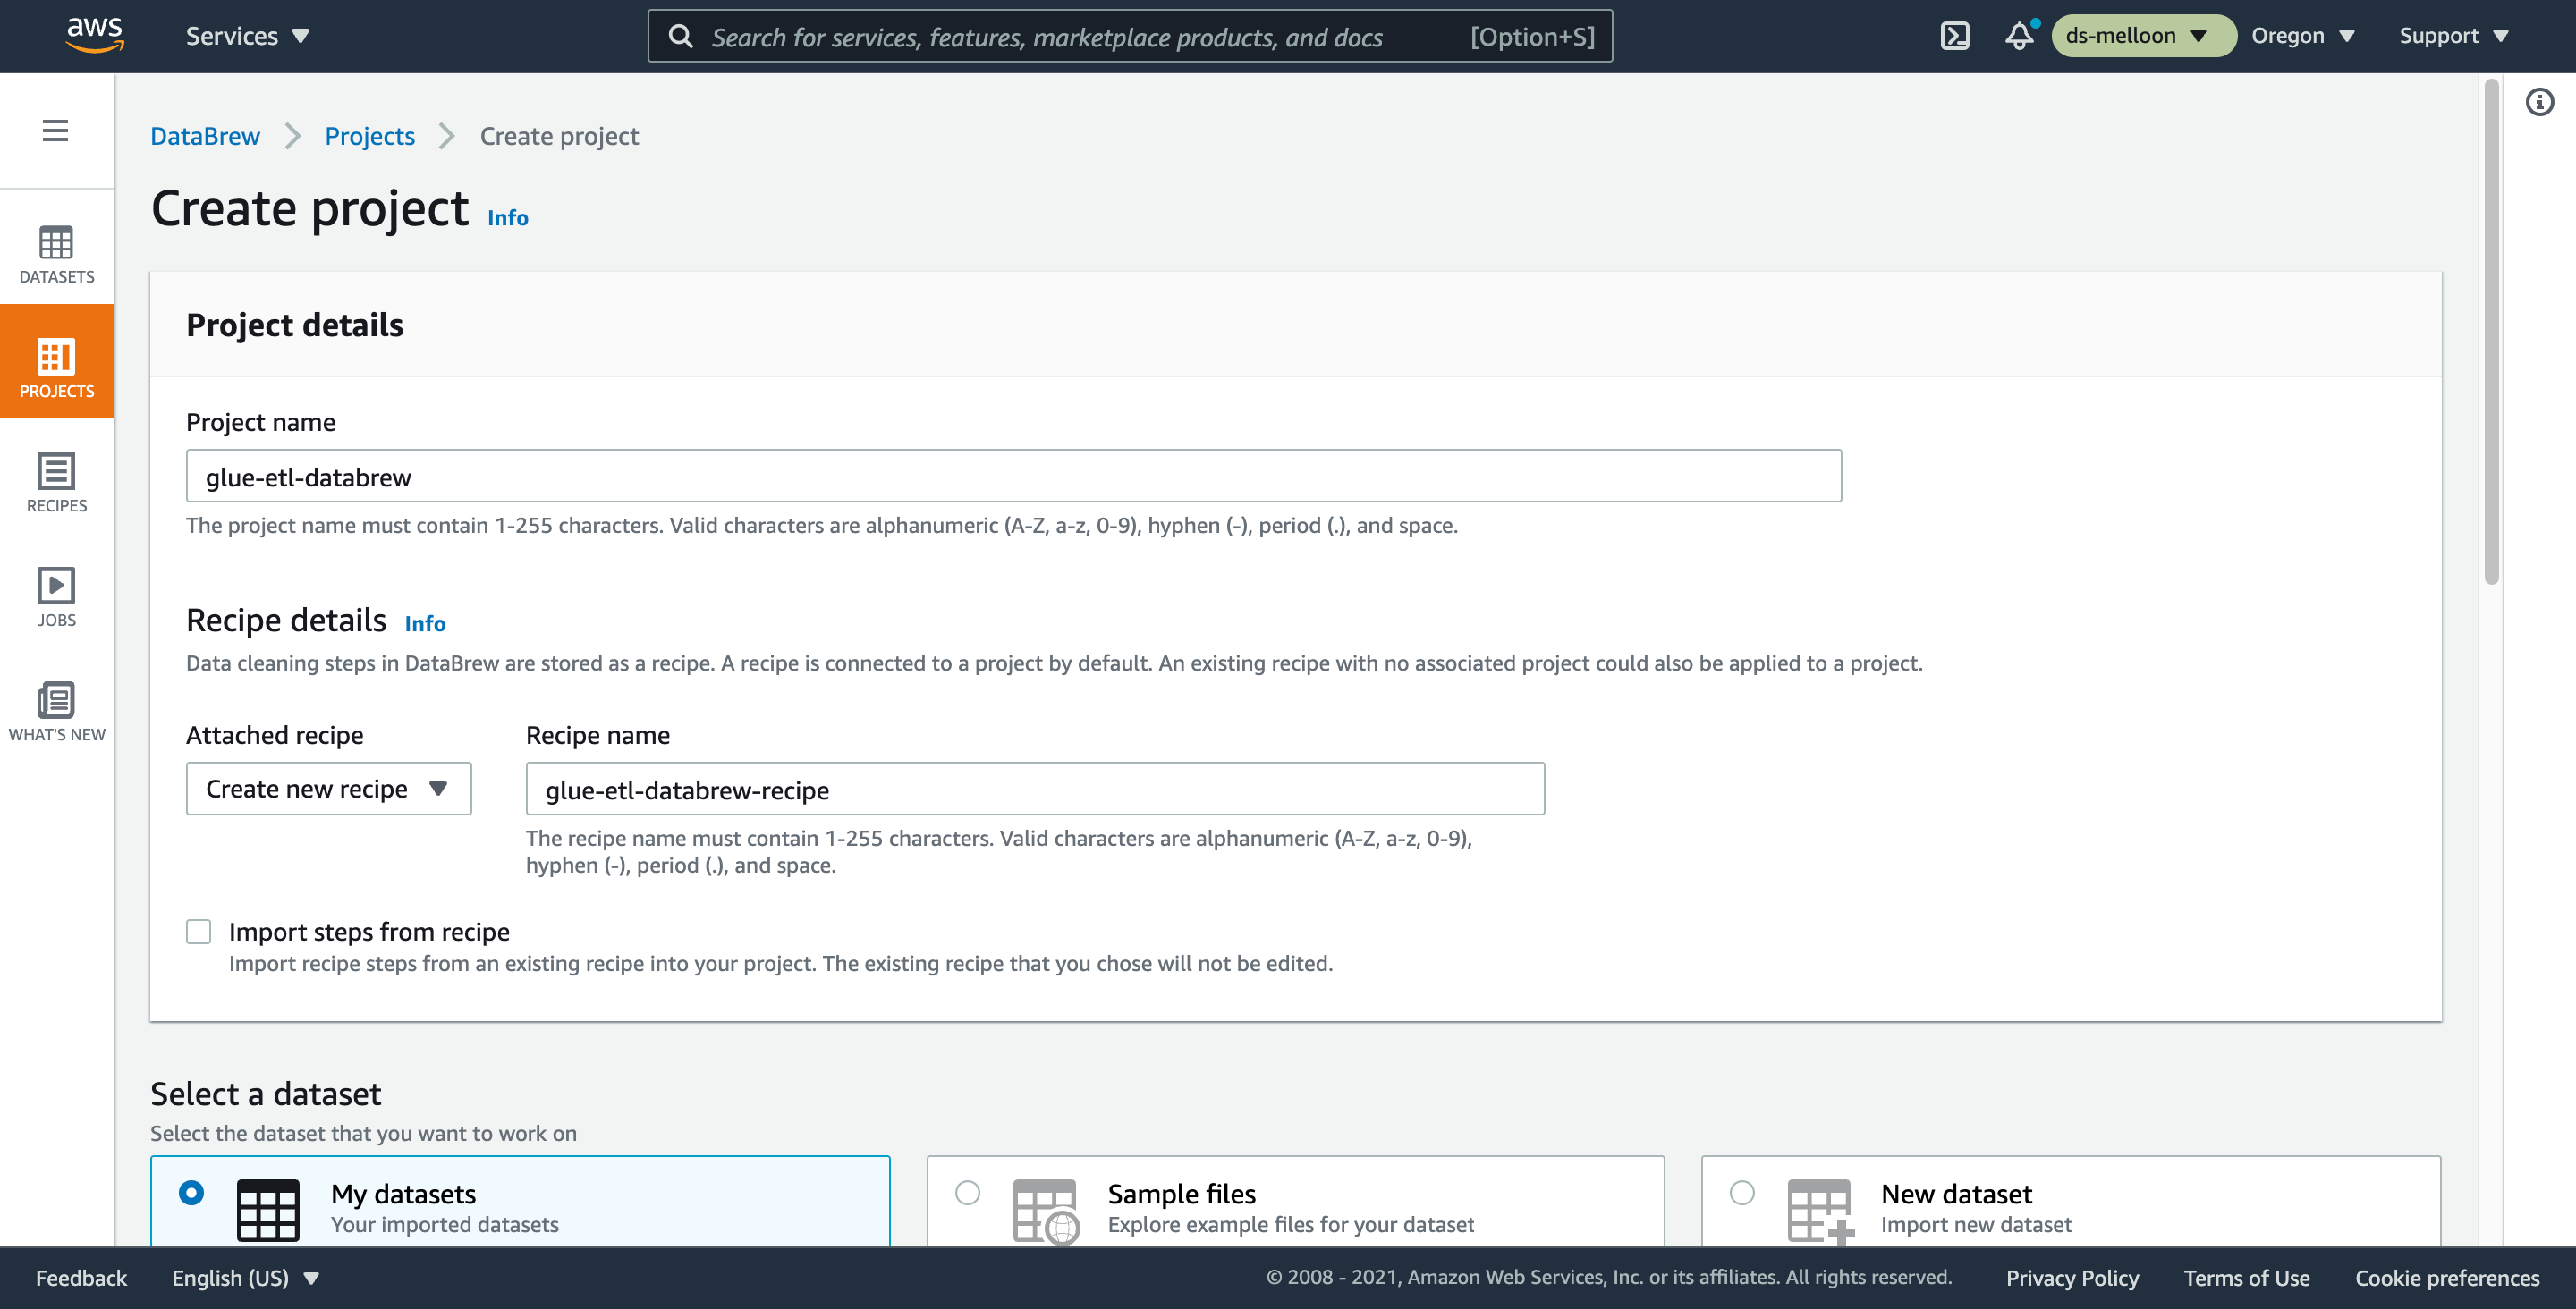 aws
Services
Search for services, features, marketplace products, and docs
[Option+S]
ds-melloon
Oregon
Support
DataBrew
Projects
Create project
Create project Info
DATASETS
PROJECTS
RECIPES
JOBS
WHAT'S NEW
Project details
Project name
glue-etl-databrew
The project name must contain 1-255 characters. Valid characters are alphanumeric (A-Z, a-z, 0-9), hyphen (-), period (.), and space.
Recipe details Info
Data cleaning steps in DataBrew are stored as a recipe. A recipe is connected to a project by default. An existing recipe with no associated project could also be applied to a project.
Attached recipe
Create new recipe
Recipe name
glue-etl-databrew-recipe
The recipe name must contain 1-255 characters. Valid characters are alphanumeric (A-Z, a-z, 0-9),
hyphen (-), period (.), and space.
Import steps from recipe
Import recipe steps from an existing recipe into your project. The existing recipe that you chose will not be edited.
Select a dataset
Select the dataset that you want to work on
My datasets
Your imported datasets
Sample files
Explore example files for your dataset
New dataset
Import new dataset
Feedback
English (US)
© 2008 - 2021, Amazon Web Services, Inc. or its affiliates. All rights reserved.
Privacy Policy
Terms of Use
Cookie preferences